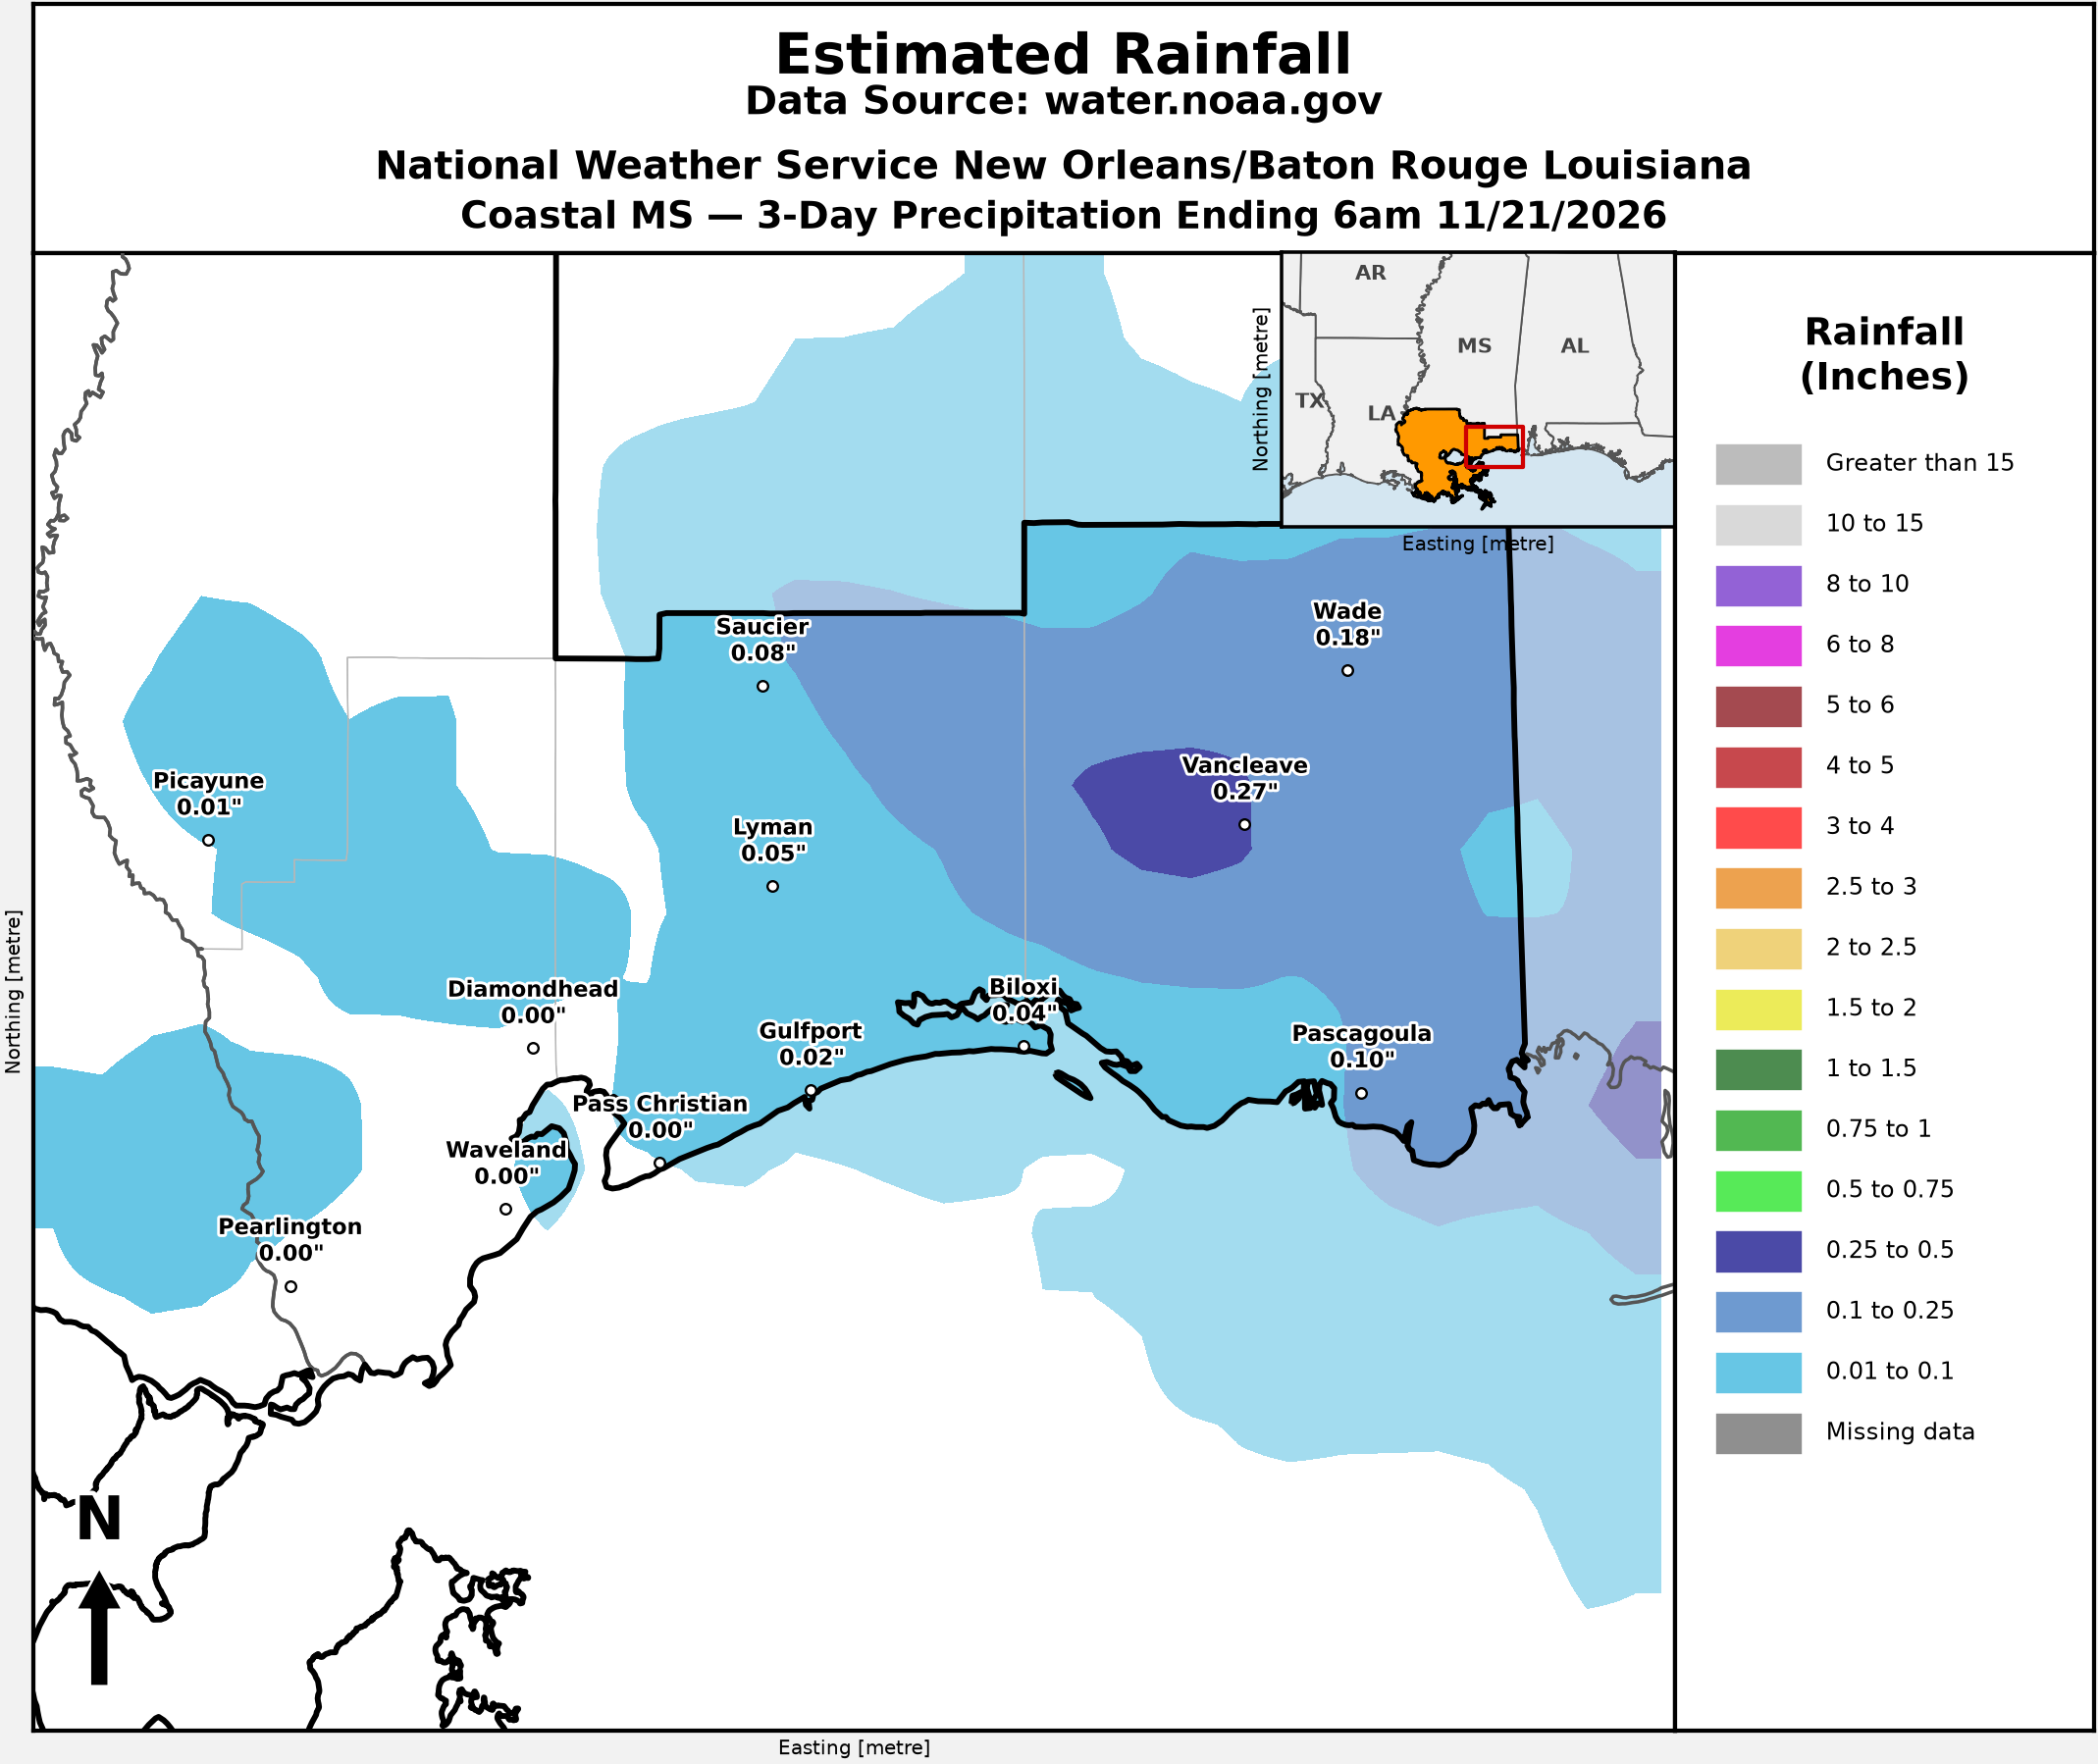 Estimated Rainfall
Data Source: water.noaa.gov
National Weather Service New Orleans/Baton Rouge Louisiana
Coastal MS — 3-Day Precipitation Ending 6am 11/21/2026
AR
MS
AL
TX
LA
Northing [metre]
Easting [metre]
Saucier
0.08"
Wade
0.18"
Picayune
0.01"
Vancleave
0.27"
Lyman
0.05"
Diamondhead
0.00"
Biloxi
0.04"
Gulfport
0.02"
Pascagoula
0.10"
Pass Christian
0.00"
Waveland
0.00"
Pearlington
0.00"
N
Northing [metre]
Easting [metre]
Rainfall
(Inches)
Greater than 15
10 to 15
8 to 10
6 to 8
5 to 6
4 to 5
3 to 4
2.5 to 3
2 to 2.5
1.5 to 2
1 to 1.5
0.75 to 1
0.5 to 0.75
0.25 to 0.5
0.1 to 0.25
0.01 to 0.1
Missing data